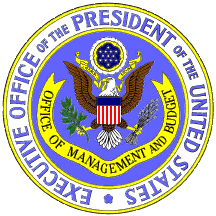 EXECUTIVE OFFICE OF THE PRESIDENT OF THE UNITED STATES
OFFICE OF MANAGEMENT AND BUDGET